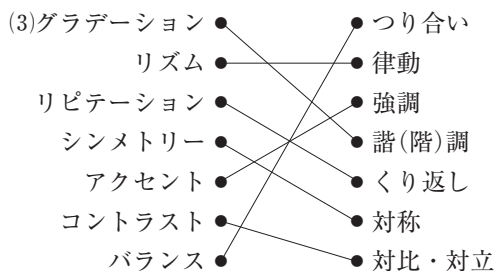 (3)グラデーション ● ● つり合い
リズム ● ● 律動
リピテーション ● ● 強調
シンメトリー ● ● 諧(階)調
アクセント ● ● くり返し
コントラスト ● ● 対称
バランス ● ● 対比・対立